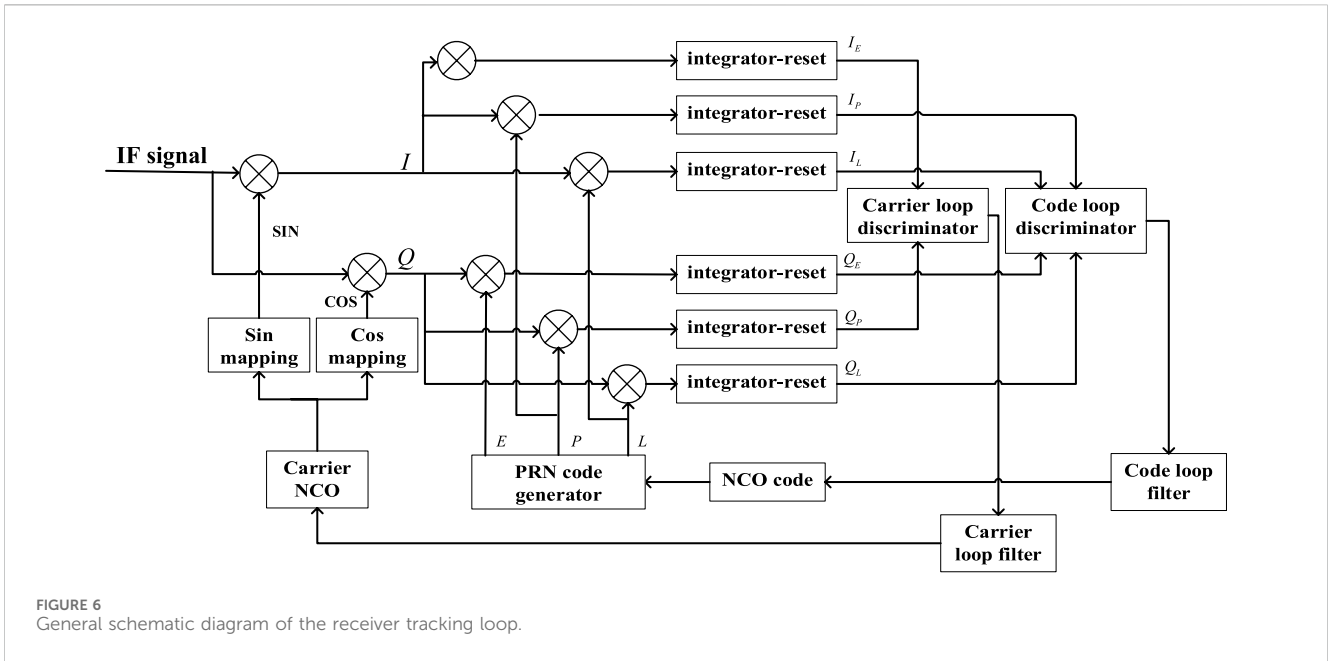 integrator-reset
I_E
integrator-reset
I_P
IF signal
I
integrator-reset
I_L
SIN
Carrier loop
discriminator
Code loop
discriminator
Q
integrator-reset
Q_E
COS
Sin
mapping
Cos
mapping
integrator-reset
Q_P
integrator-reset
Q_L
E
P
L
Carrier
NCO
PRN code
generator
NCO code
Code loop
filter
Carrier
loop filter
FIGURE 6
General schematic diagram of the receiver tracking loop.